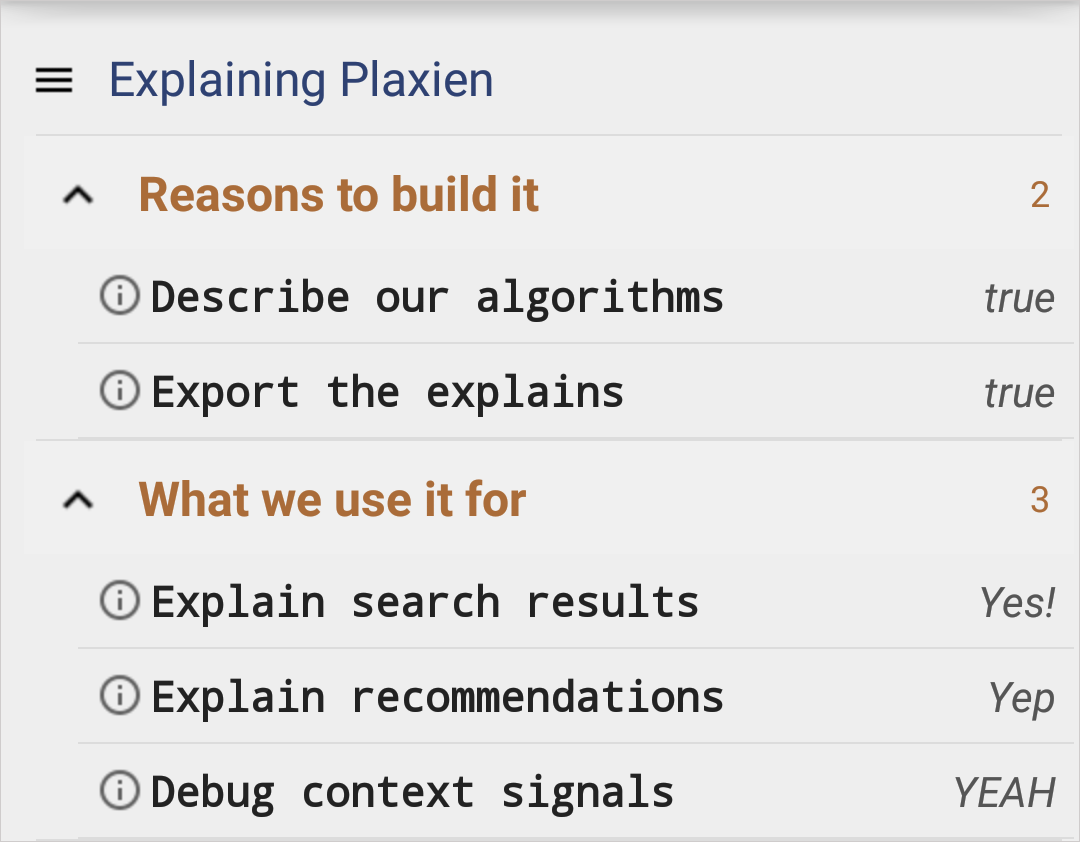 Explaining Plaxien
Reasons to build it 2
Describe our algorithms true
Export the explains true
What we use it for 3
Explain search results Yes!
Explain recommendations Yep
Debug context signals YEAH